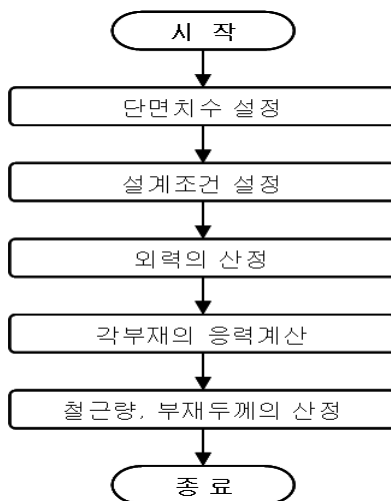 시 작
단면치수 설정
설계조건 설정
외력의 산정
각부재의 응력계산
철근량, 부재두께의 산정
종 료